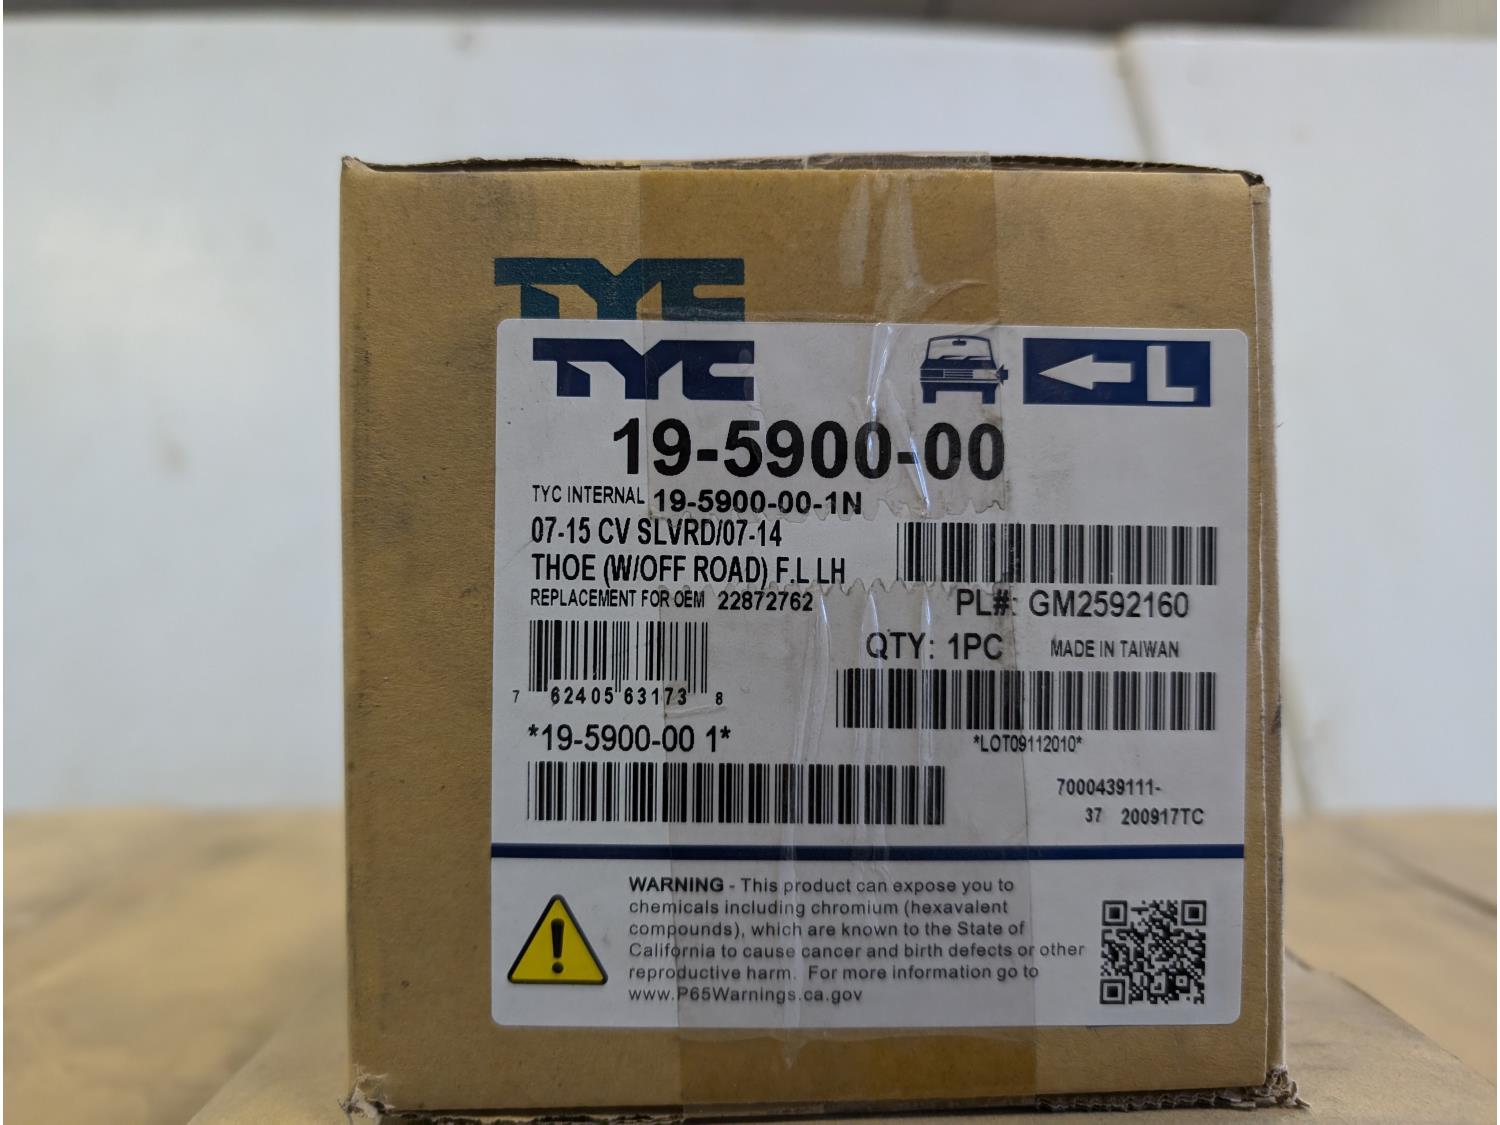 TYC
TYC
L
19-5900-00
TYC INTERNAL 19-5900-00-1N
07-15 CV SLVRD/07-14
THOE (W/OFF ROAD) F.L LH
REPLACEMENT FOR OEM 22872762
PL#: GM2592160
QTY: 1PC MADE IN TAIWAN
7 62405 63173 8
*19-5900-00 1*
*LOT09112010*
7000439111-
37 200917TC
WARNING - This product can expose you to
chemicals including chromium (hexavalent
compounds), which are known to the State of
California to cause cancer and birth defects or other
reproductive harm. For more information go to
www.P65Warnings.ca.gov